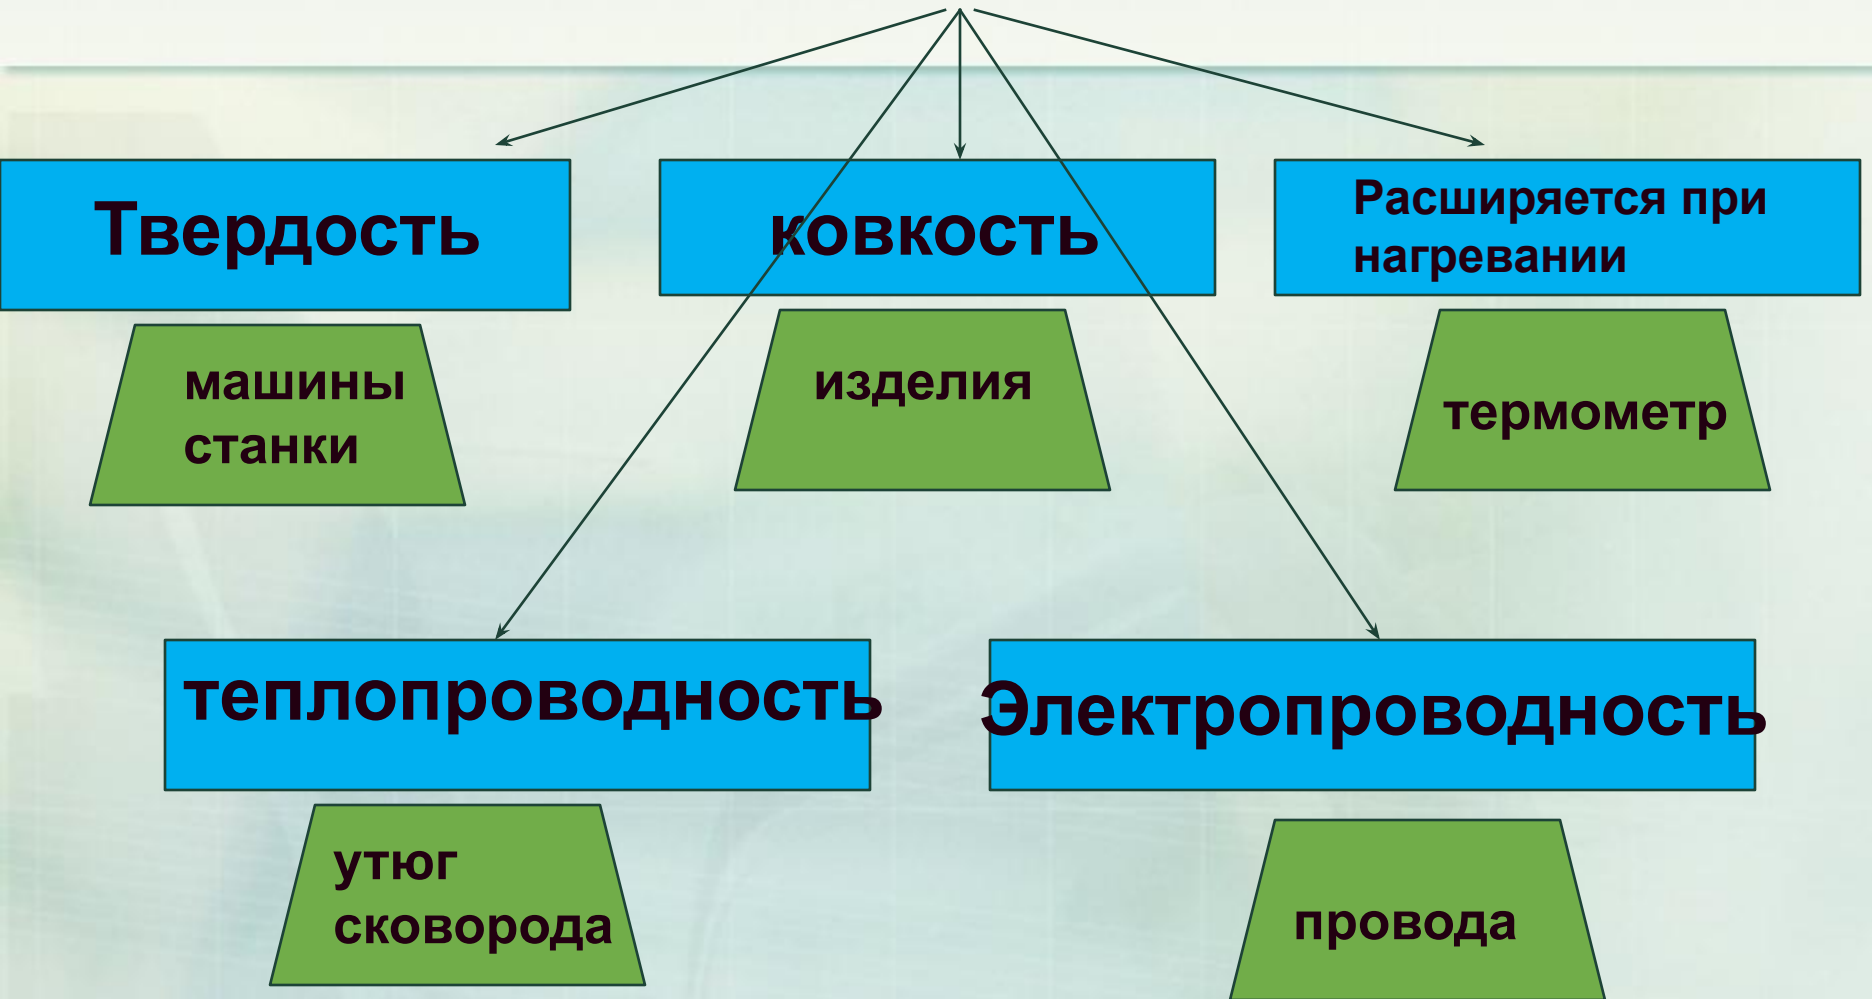 Твердость
ковкость
Расширяется при
нагревании
машины
станки
изделия
термометр
теплопроводность
Электропроводность
утюг
сковорода
провода